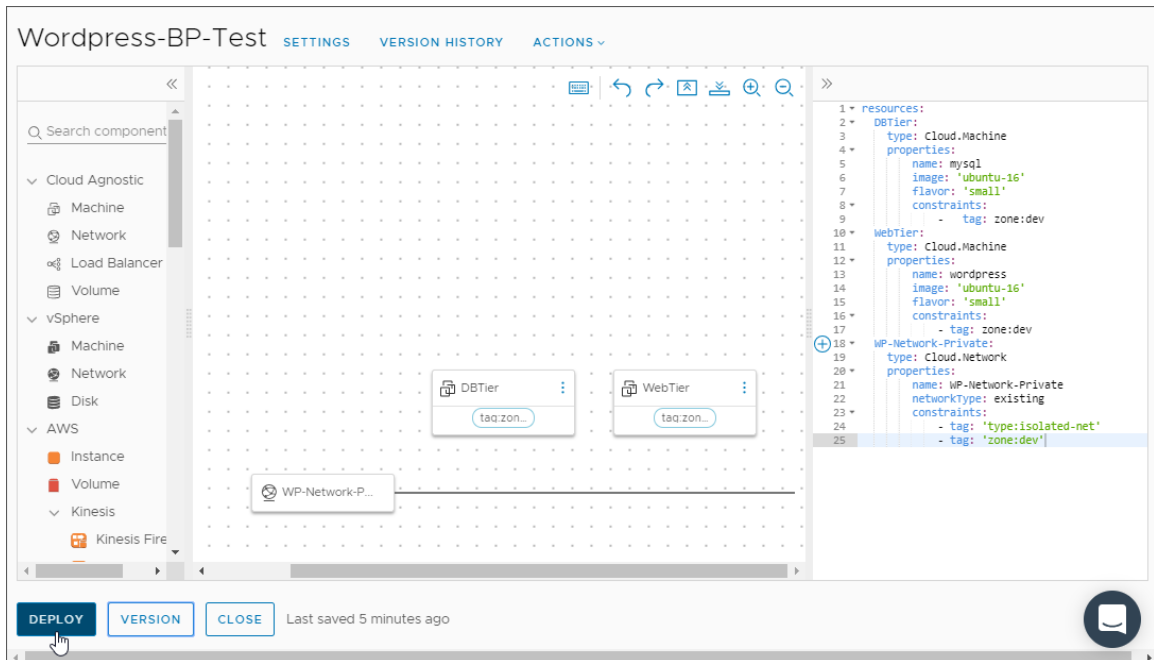 Wordpress-BP-Test SETTINGS VERSION HISTORY ACTIONS
Search component
Cloud Agnostic
Machine
Network
Load Balancer
Volume
vSphere
Machine
Network
Disk
AWS
Instance
Volume
Kinesis
Kinesis Fire
DBTier
tag:zon...
WebTier
tag:zon...
WP-Network-P...
1 resources:
2 DBTier:
3 type: Cloud.Machine
4 properties:
5 name: mysql
6 image: 'ubuntu-16'
7 flavor: 'small'
8 constraints:
9 - tag: zone:dev
10 WebTier:
11 type: Cloud.Machine
12 properties:
13 name: wordpress
14 image: 'ubuntu-16'
15 flavor: 'small'
16 constraints:
17 - tag: zone:dev
18 WP-Network-Private:
19 type: Cloud.Network
20 properties:
21 name: WP-Network-Private
22 networkType: existing
23 constraints:
24 - tag: 'type:isolated-net'
25 - tag: 'zone:dev'
DEPLOY VERSION CLOSE Last saved 5 minutes ago